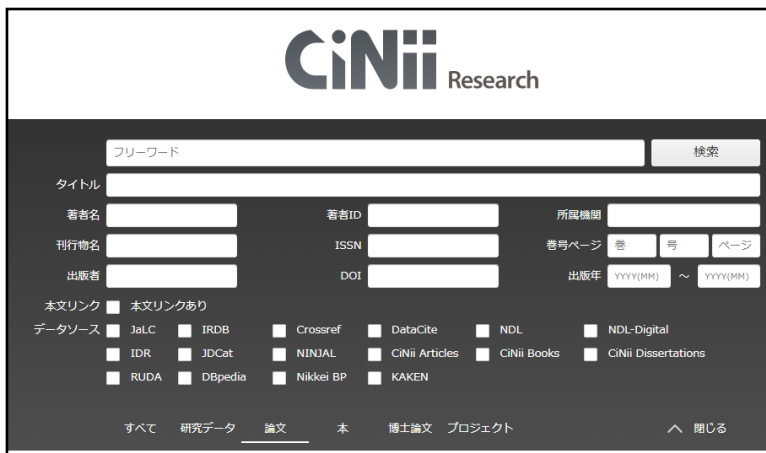 CiNii Research
フリーワード 検索
タイトル
著者名 著者ID 所属機関
刊行物名 ISSN 巻号ページ 巻 号 ページ
出版者 DOI 出版年 YYYY(MM) ～ YYYY(MM)
本文リンク 本文リンクあり
データソース JaLC IRDB Crossref DataCite NDL NDL-Digital
IDR JDCat NINJAL CiNii Articles CiNii Books CiNii Dissertations
RUDA DBpedia Nikkei BP KAKEN
すべて 研究データ 論文 本 博士論文 プロジェクト 閉じる